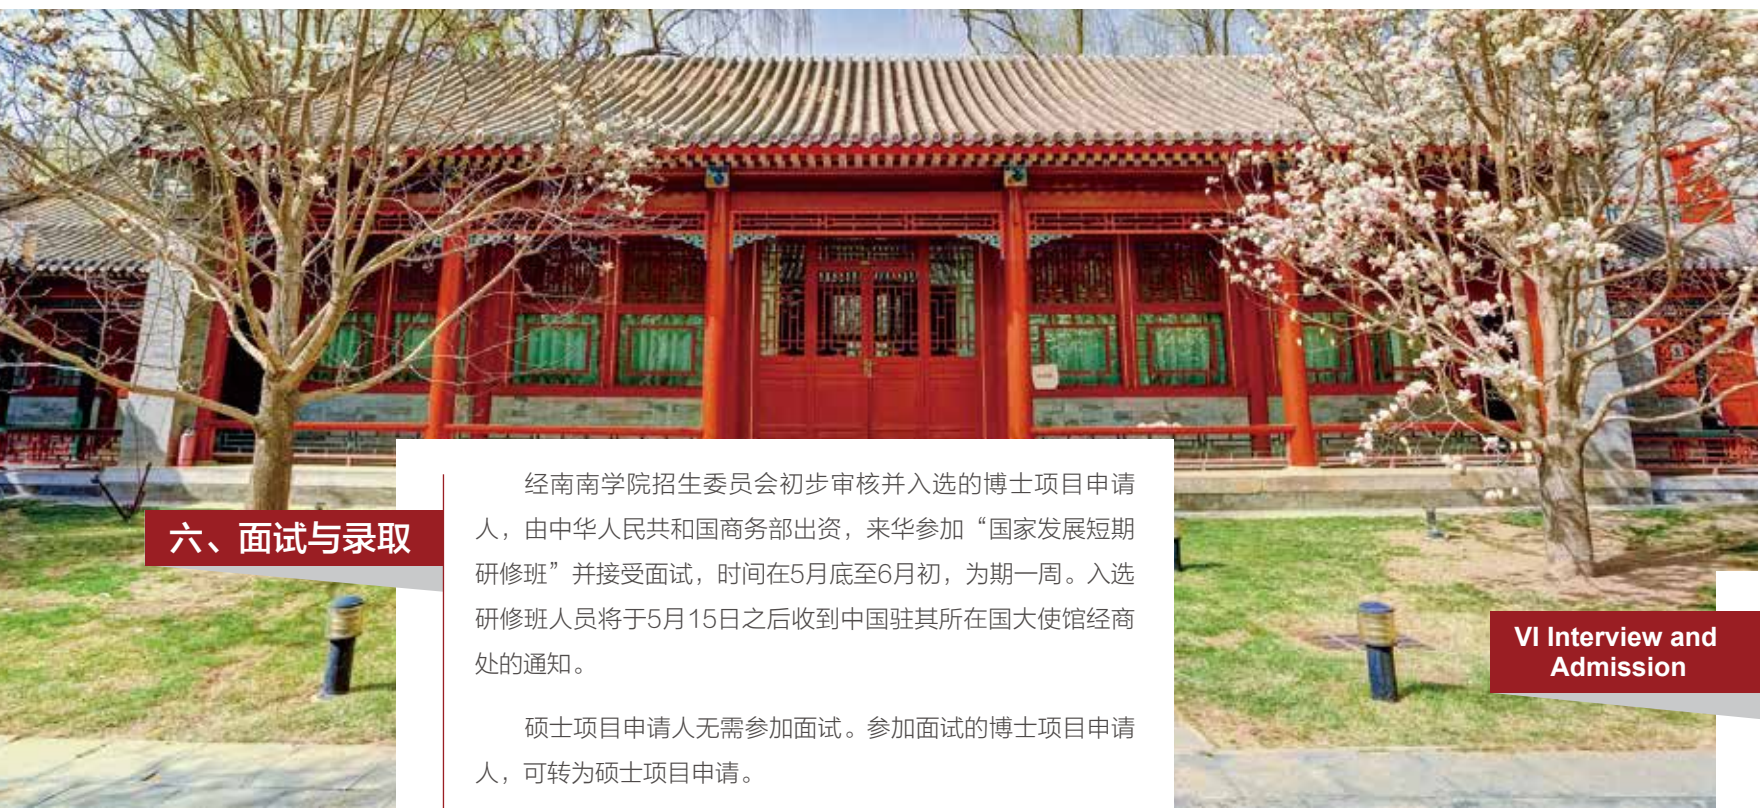 六、面试与录取
经南南学院招生委员会初步审核并入选的博士项目申请
人，由中华人民共和国商务部出资，来华参加“国家发展短期
研修班”并接受面试，时间在5月底至6月初，为期一周。入选
研修班人员将于5月15日之后收到中国驻其所在国大使馆经商
处的通知。
硕士项目申请人无需参加面试。参加面试的博士项目申请
人，可转为硕士项目申请。
VI Interview and
Admission